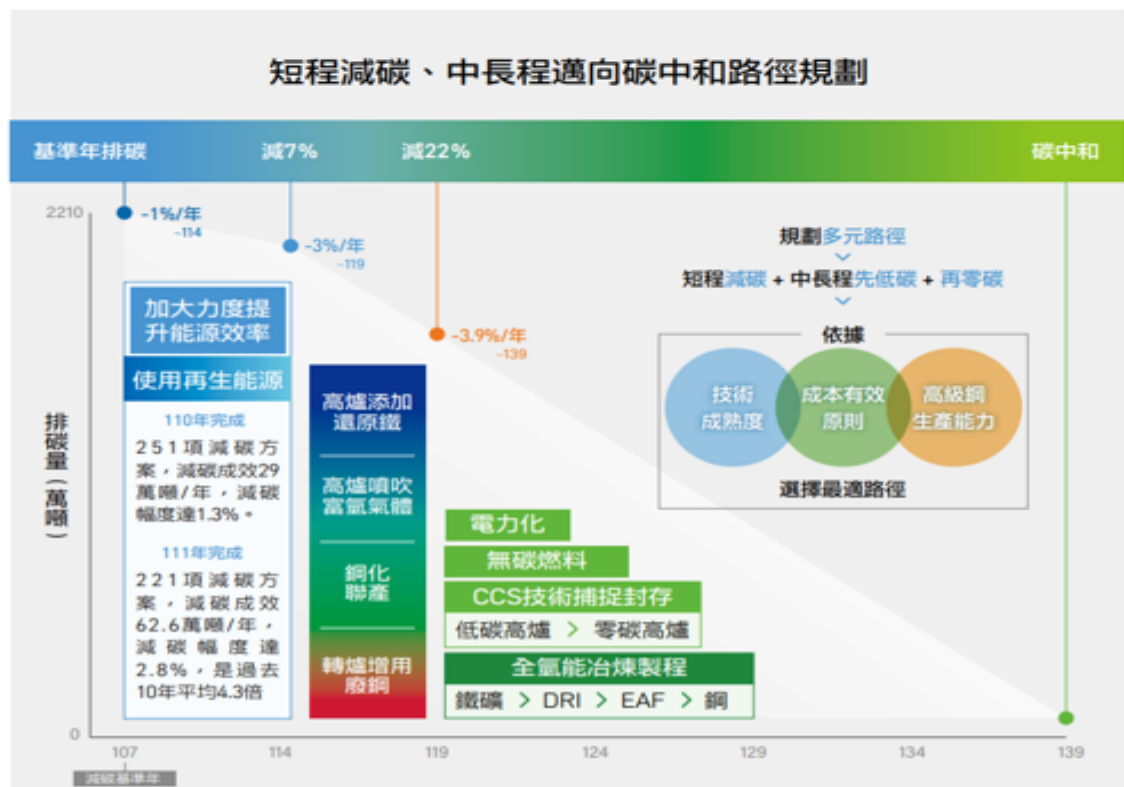 短程減碳、中長程邁向碳中和路徑規劃
基準年排碳
減7%
減22%
碳中和
2210
-1%/年
~114
-3%/年
~119
-3.9%/年
~139
規劃多元路徑
短程減碳 + 中長程先低碳 + 再零碳
依據
技術
成熟度
成本有效
原則
高級鋼
生產能力
選擇最適路徑
排碳量(萬噸)
加大力度提
升能源效率
使用再生能源
110年完成
251項減碳方
案，減碳成效29
萬噸/年，減碳
幅度達1.3%。
111年完成
221項減碳方
案，減碳成效
62.6萬噸/年，
減碳幅度達
2.8%，是過去
10年平均4.3倍
高爐添加
還原鐵
高爐噴吹
富氫氣體
鋼化
聯產
轉爐增用
廢鋼
電力化
無碳燃料
CCS技術捕捉封存
低碳高爐 > 零碳高爐
全氫能冶煉製程
鐵礦 > DRI > EAF > 鋼
0
107
114
119
124
129
134
139
減碳基準年